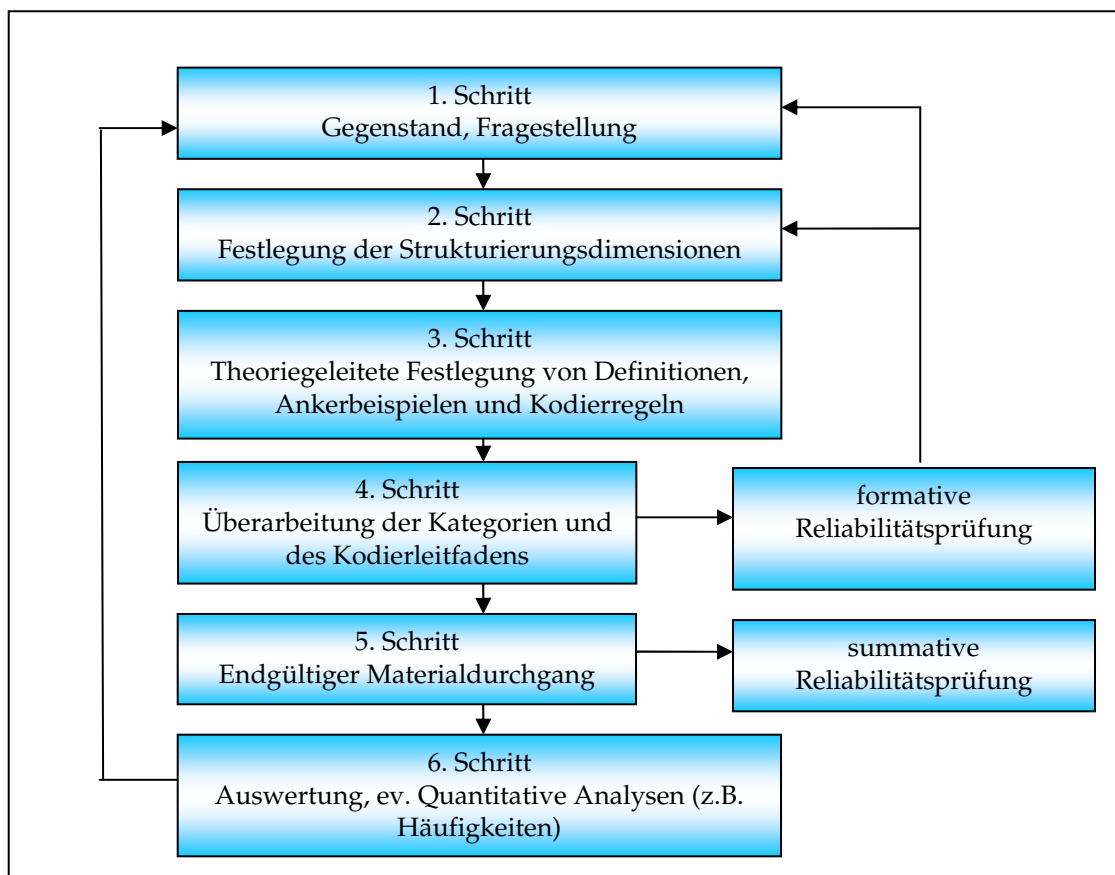 1. Schritt
Gegenstand, Fragestellung
2. Schritt
Festlegung der Strukturierungsdimensionen
3. Schritt
Theoriegeleitete Festlegung von Definitionen,
Ankerbeispielen und Kodierregeln
4. Schritt
Überarbeitung der Kategorien und
des Kodierleitfadens
formative
Reliabilitätsprüfung
5. Schritt
Endgültiger Materialdurchgang
summative
Reliabilitätsprüfung
6. Schritt
Auswertung, ev. Quantitative Analysen (z.B.
Häufigkeiten)